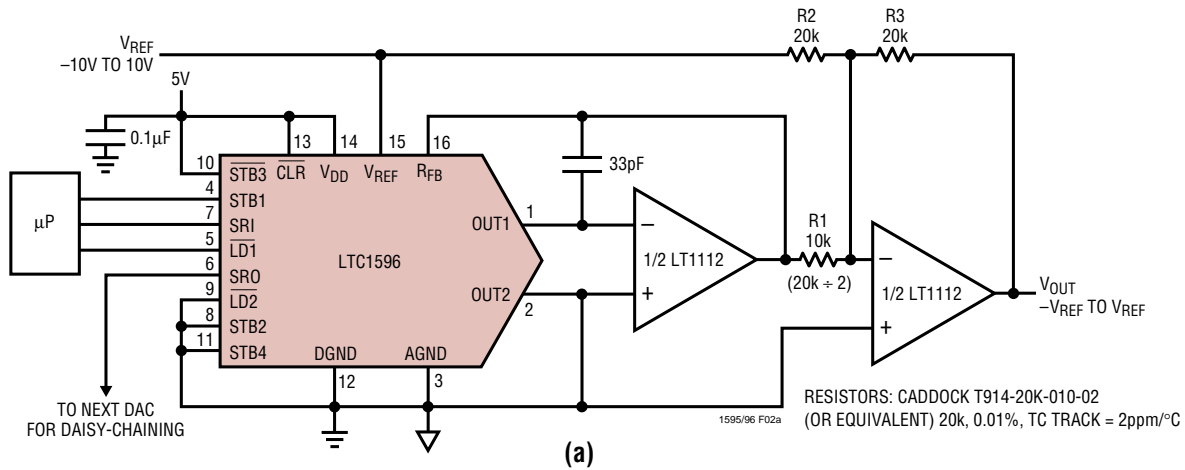 R2
20k
R3
20k
VREF
–10V TO 10V
5V
0.1µF
13
14
15
16
33pF
10
4
7
5
6
9
8
11
STB3
STB1
SRI
LD1
SRO
LD2
STB2
STB4
CLR
VDD
VREF
RFB
µP
LTC1596
OUT1
1
OUT2
2
DGND
12
AGND
3
–
+
1/2 LT1112
R1
10k
(20k ÷ 2)
–
+
1/2 LT1112
VOUT
–VREF TO VREF
TO NEXT DAC
FOR DAISY-CHAINING
1595/96 F02a
RESISTORS: CADDOCK T914-20K-010-02
(OR EQUIVALENT) 20k, 0.01%, TC TRACK = 2ppm/°C
(a)